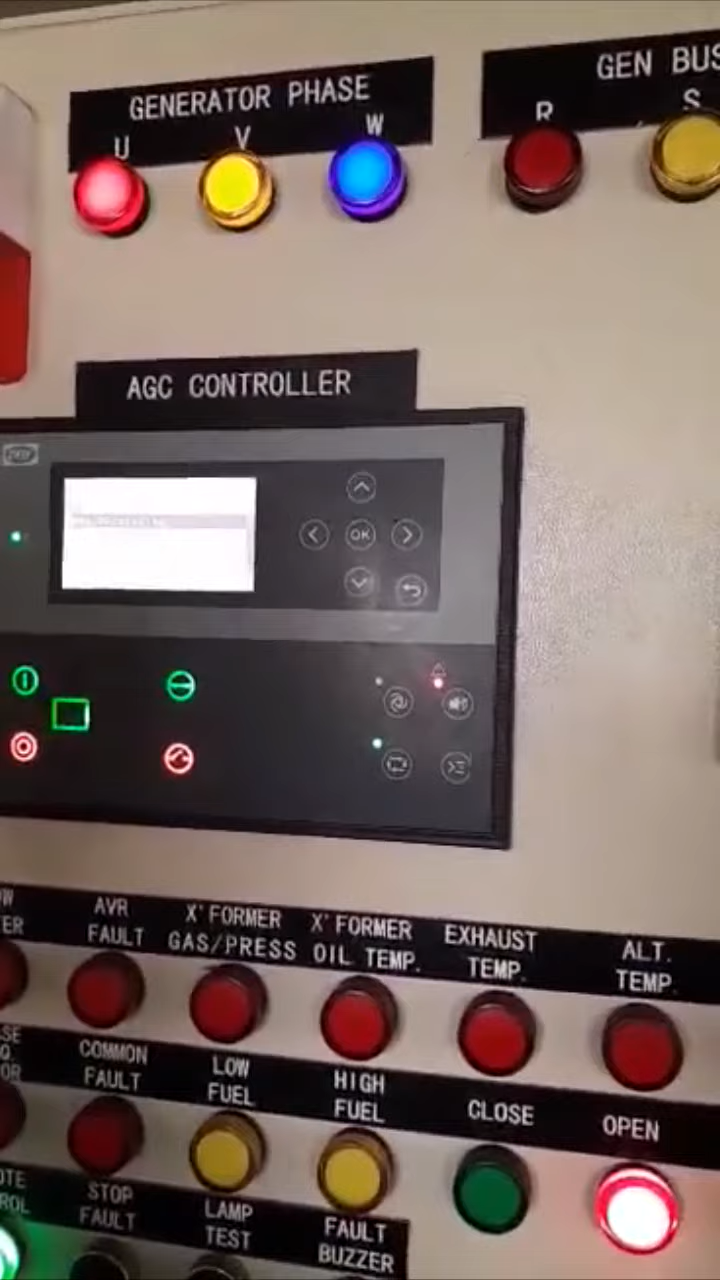 GENERATOR PHASE
U V W
GEN BUS
R S
AGC CONTROLLER
OK
AVR
FAULT
X'FORMER
GAS/PRESS
X'FORMER
OIL TEMP.
EXHAUST
TEMP.
ALT.
TEMP.
COMMON
FAULT
LOW
FUEL
HIGH
FUEL
CLOSE
OPEN
STOP
FAULT
LAMP
TEST
FAULT
BUZZER